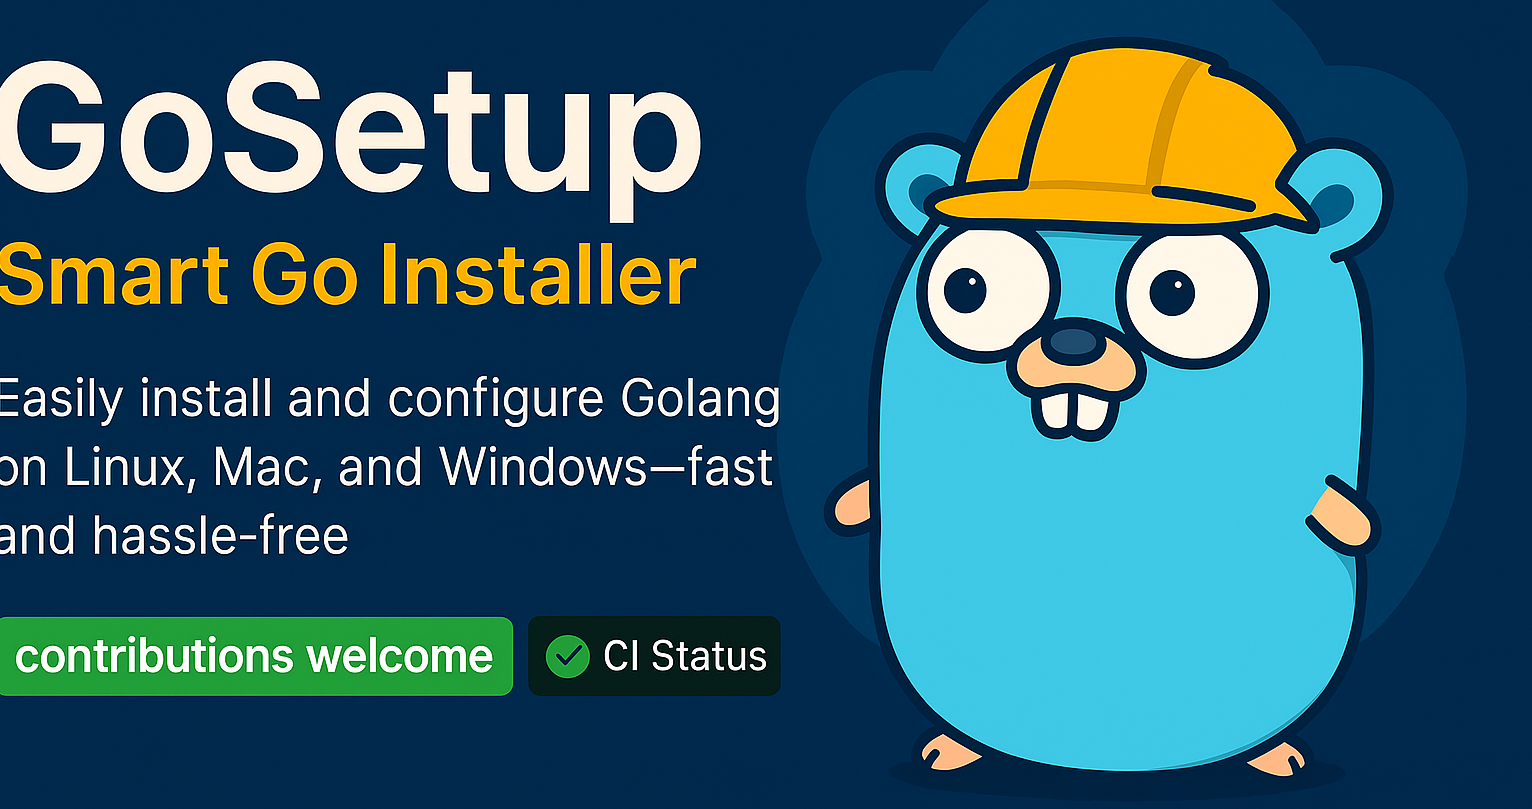 GoSetup
Smart Go Installer
Easily install and configure Golang
on Linux, Mac, and Windows—fast
and hassle-free
contributions welcome
CI Status